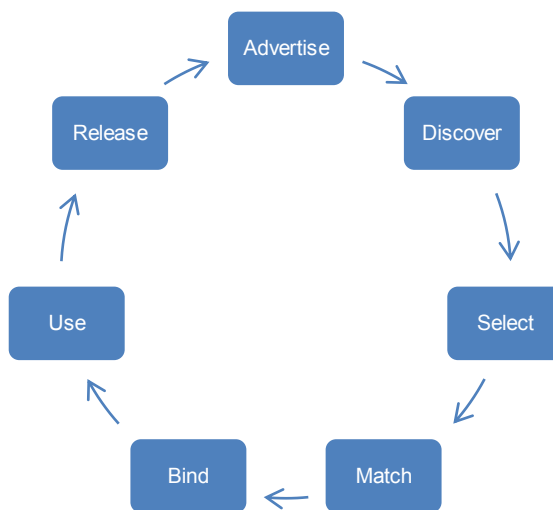 Advertise
Discover
Select
Match
Bind
Use
Release